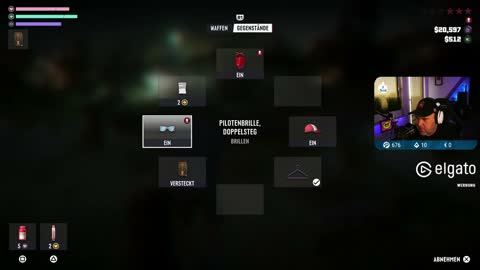 WAFFEN GEGENSTÄNDE
$20,597
$512
EIN
2
PILOTENBRILLE,
DOPPELSTEG
BRILLEN
EIN
EIN
VERSTECKT
676 10 € 0
elgato
WERBUNG
5 2
ABNEHMEN